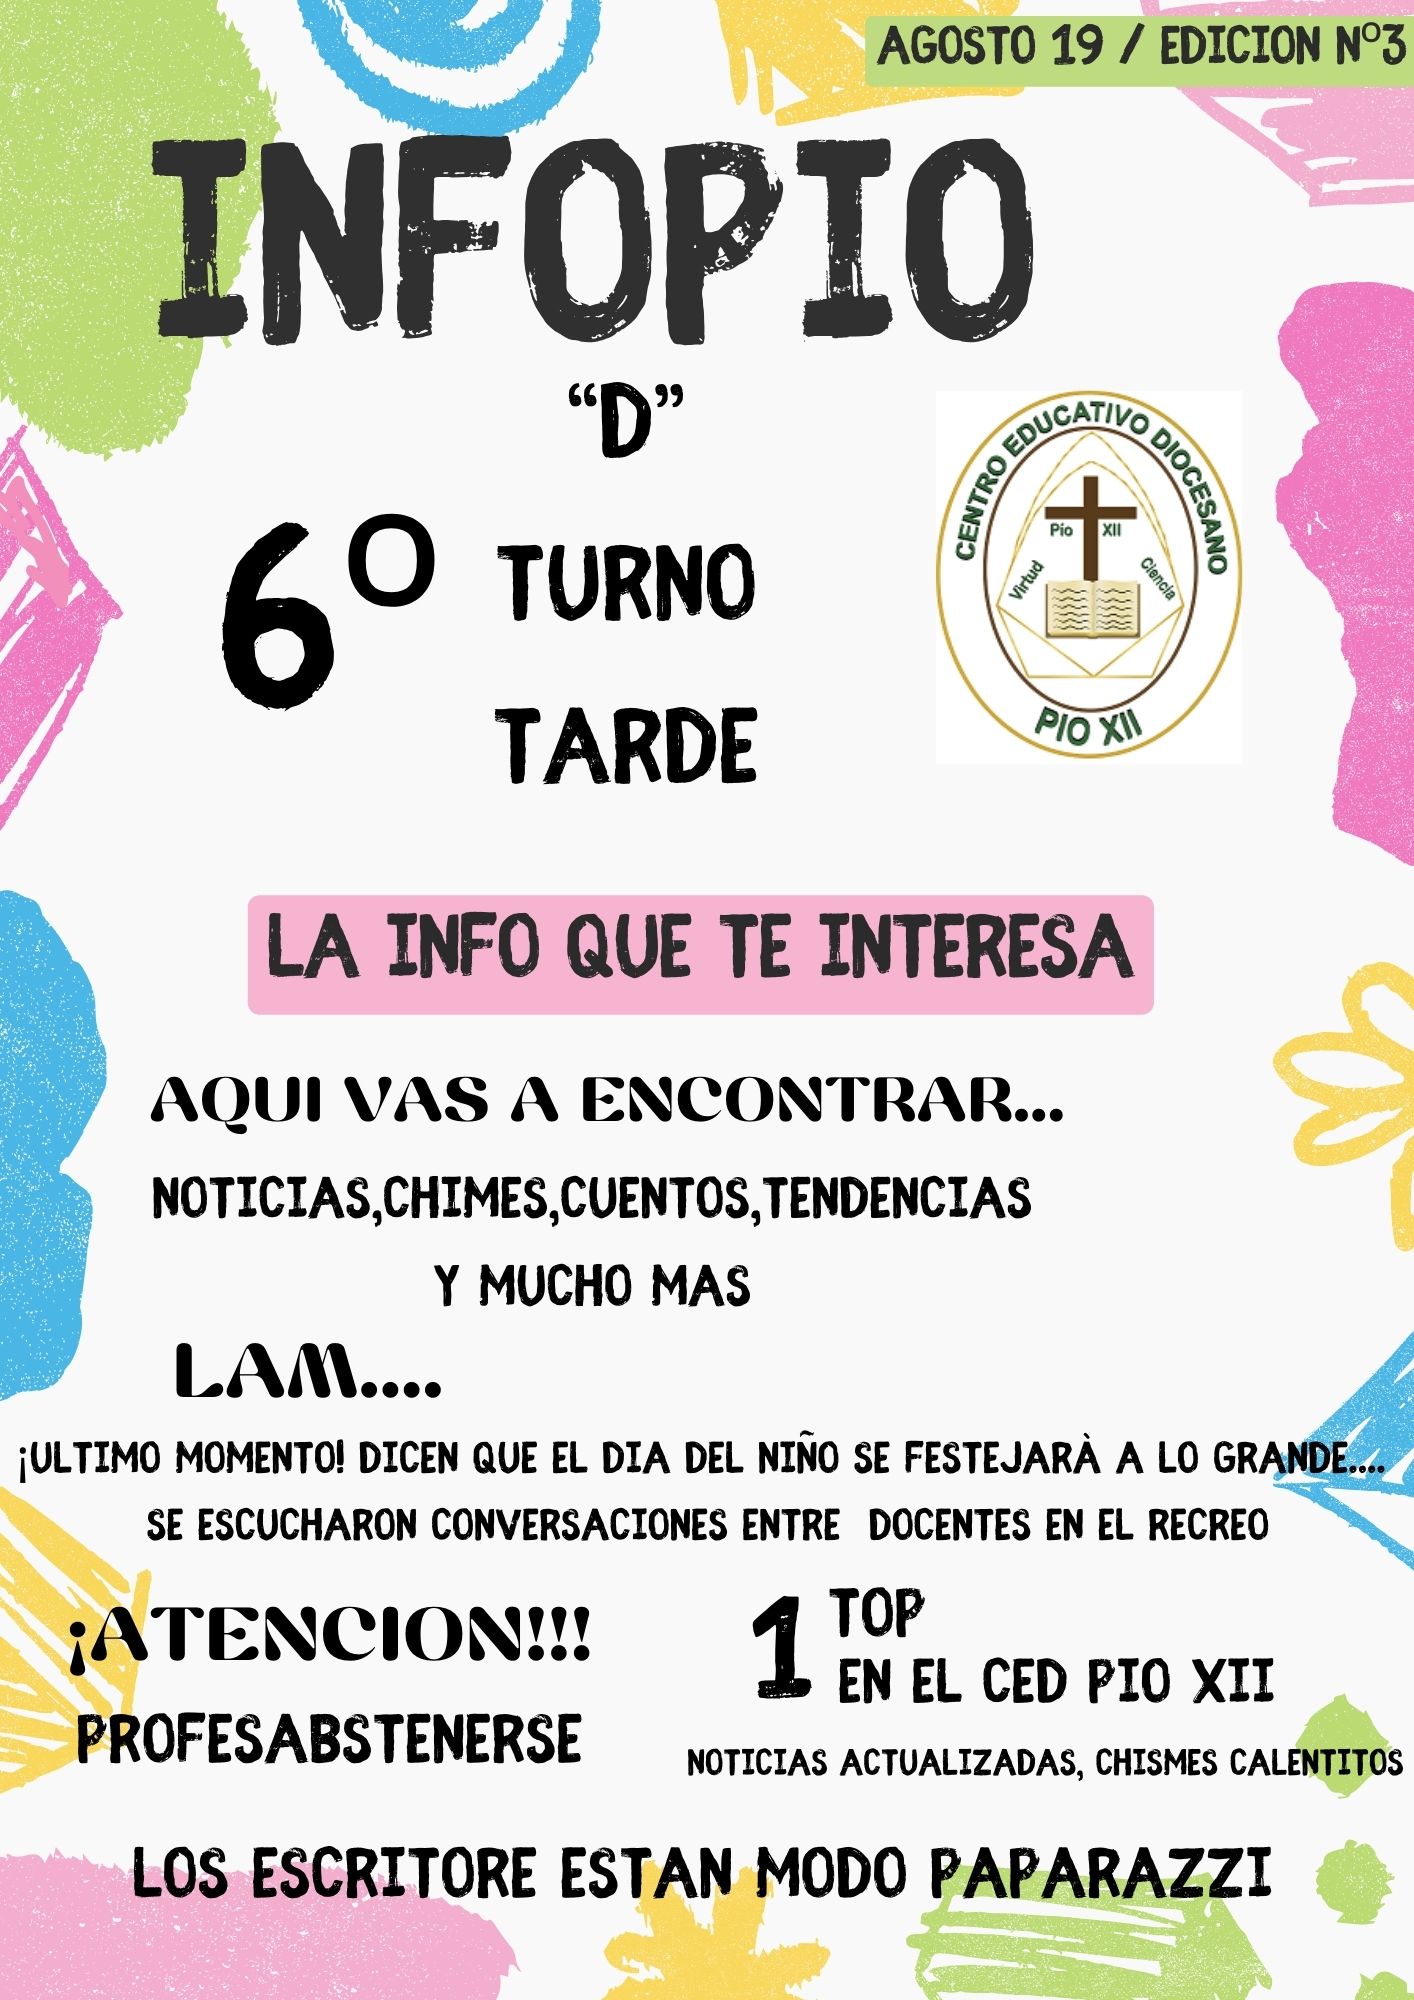 AGOSTO 19 / EDICION Nº3
INFOPIO
“D”
6º
TURNO
TARDE
CENTRO EDUCATIVO DIOCESANO
Pio XII
Virtud
Ciencia
PIO XII
LA INFO QUE TE INTERESA
AQUI VAS A ENCONTRAR...
NOTICIAS,CHIMES,CUENTOS,TENDENCIAS
Y MUCHO MAS
LAM....
¡ULTIMO MOMENTO! DICEN QUE EL DIA DEL NIÑO SE FESTEJARÀ A LO GRANDE....
SE ESCUCHARON CONVERSACIONES ENTRE DOCENTES EN EL RECREO
¡ATENCION!!!
PROFESABSTENERSE
1 TOP
EN EL CED PIO XII
NOTICIAS ACTUALIZADAS, CHISMES CALENTITOS
LOS ESCRITORE ESTAN MODO PAPARAZZI